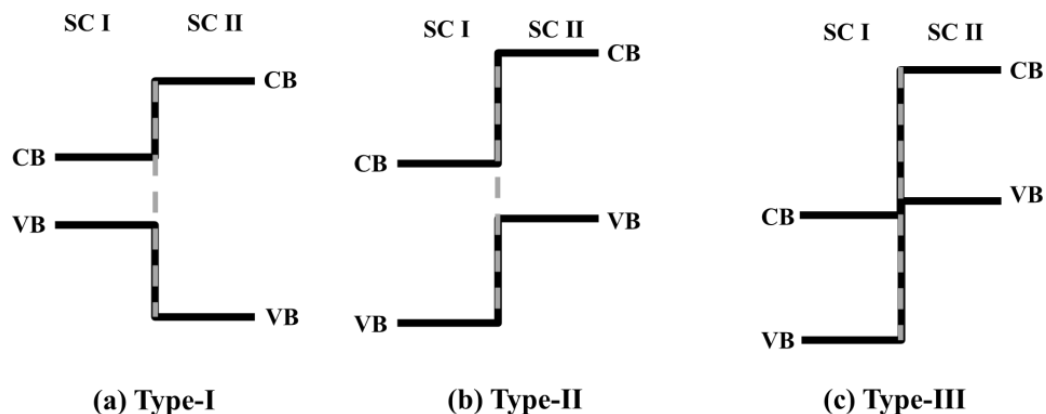 SC I SC II
CB
CB
VB
VB
(a) Type-I
SC I SC II
CB
CB
VB
VB
(b) Type-II
SC I SC II
CB
VB
CB
VB
(c) Type-III